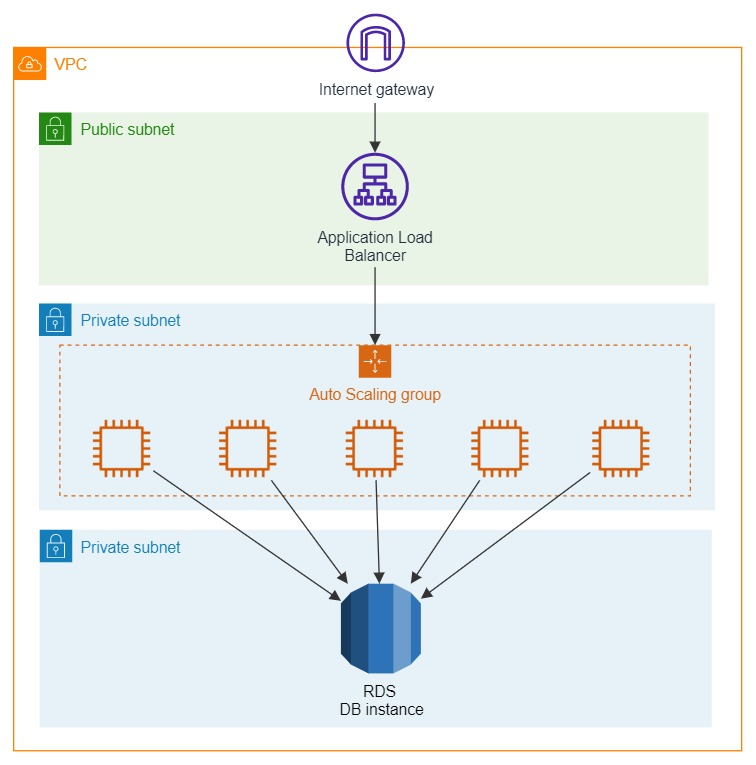 VPC
Internet gateway
Public subnet
Application Load
Balancer
Private subnet
Auto Scaling group
Private subnet
RDS
DB instance